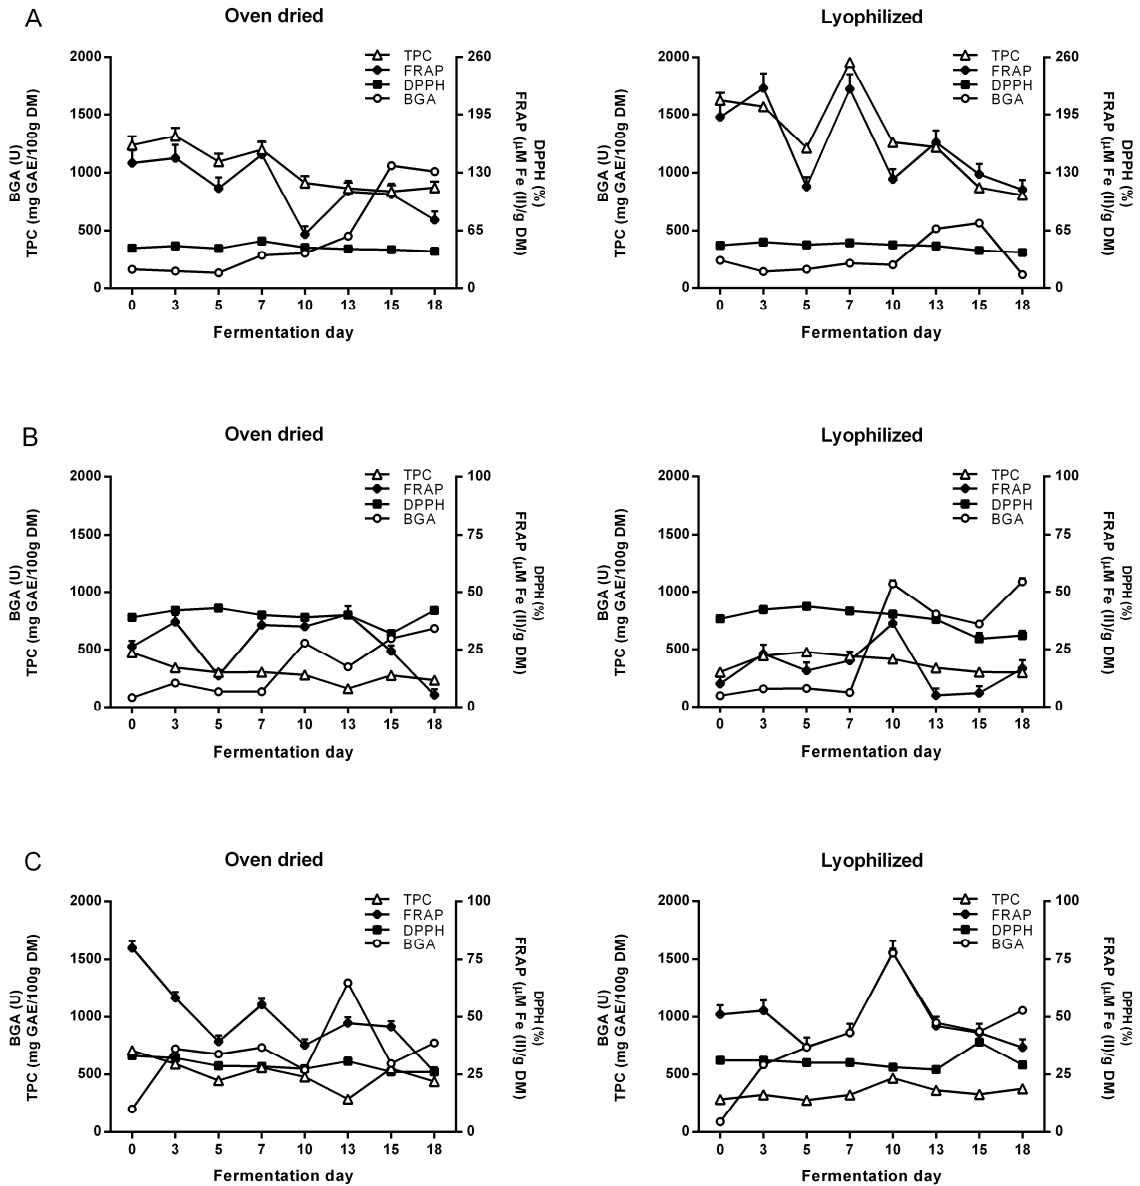 A
Oven dried
2000
1500
1000
500
0
BGA (U)
TPC (mg GAE/100g DM)
TPC
FRAP
DPPH
BGA
260
195
130
65
0
DPPH (%)
FRAP (µM Fe (II)/g DM)
0 3 5 7 10 13 15 18
Fermentation day
Lyophilized
2000
1500
1000
500
0
BGA (U)
TPC (mg GAE/100g DM)
TPC
FRAP
DPPH
BGA
260
195
130
65
0
DPPH (%)
FRAP (µM Fe (II)/g DM)
0 3 5 7 10 13 15 18
Fermentation day
B
Oven dried
2000
1500
1000
500
0
BGA (U)
TPC (mg GAE/100g DM)
TPC
FRAP
DPPH
BGA
100
75
50
25
0
DPPH (%)
FRAP (µM Fe (II)/g DM)
0 3 5 7 10 13 15 18
Fermentation day
Lyophilized
2000
1500
1000
500
0
BGA (U)
TPC (mg GAE/100g DM)
TPC
FRAP
DPPH
BGA
100
75
50
25
0
DPPH (%)
FRAP (µM Fe (II)/g DM)
0 3 5 7 10 13 15 18
Fermentation day
C
Oven dried
2000
1500
1000
500
0
BGA (U)
TPC (mg GAE/100g DM)
TPC
FRAP
DPPH
BGA
100
75
50
25
0
DPPH (%)
FRAP (µM Fe (II)/g DM)
0 3 5 7 10 13 15 18
Fermentation day
Lyophilized
2000
1500
1000
500
0
BGA (U)
TPC (mg GAE/100g DM)
TPC
FRAP
DPPH
BGA
100
75
50
25
0
DPPH (%)
FRAP (µM Fe (II)/g DM)
0 3 5 7 10 13 15 18
Fermentation day